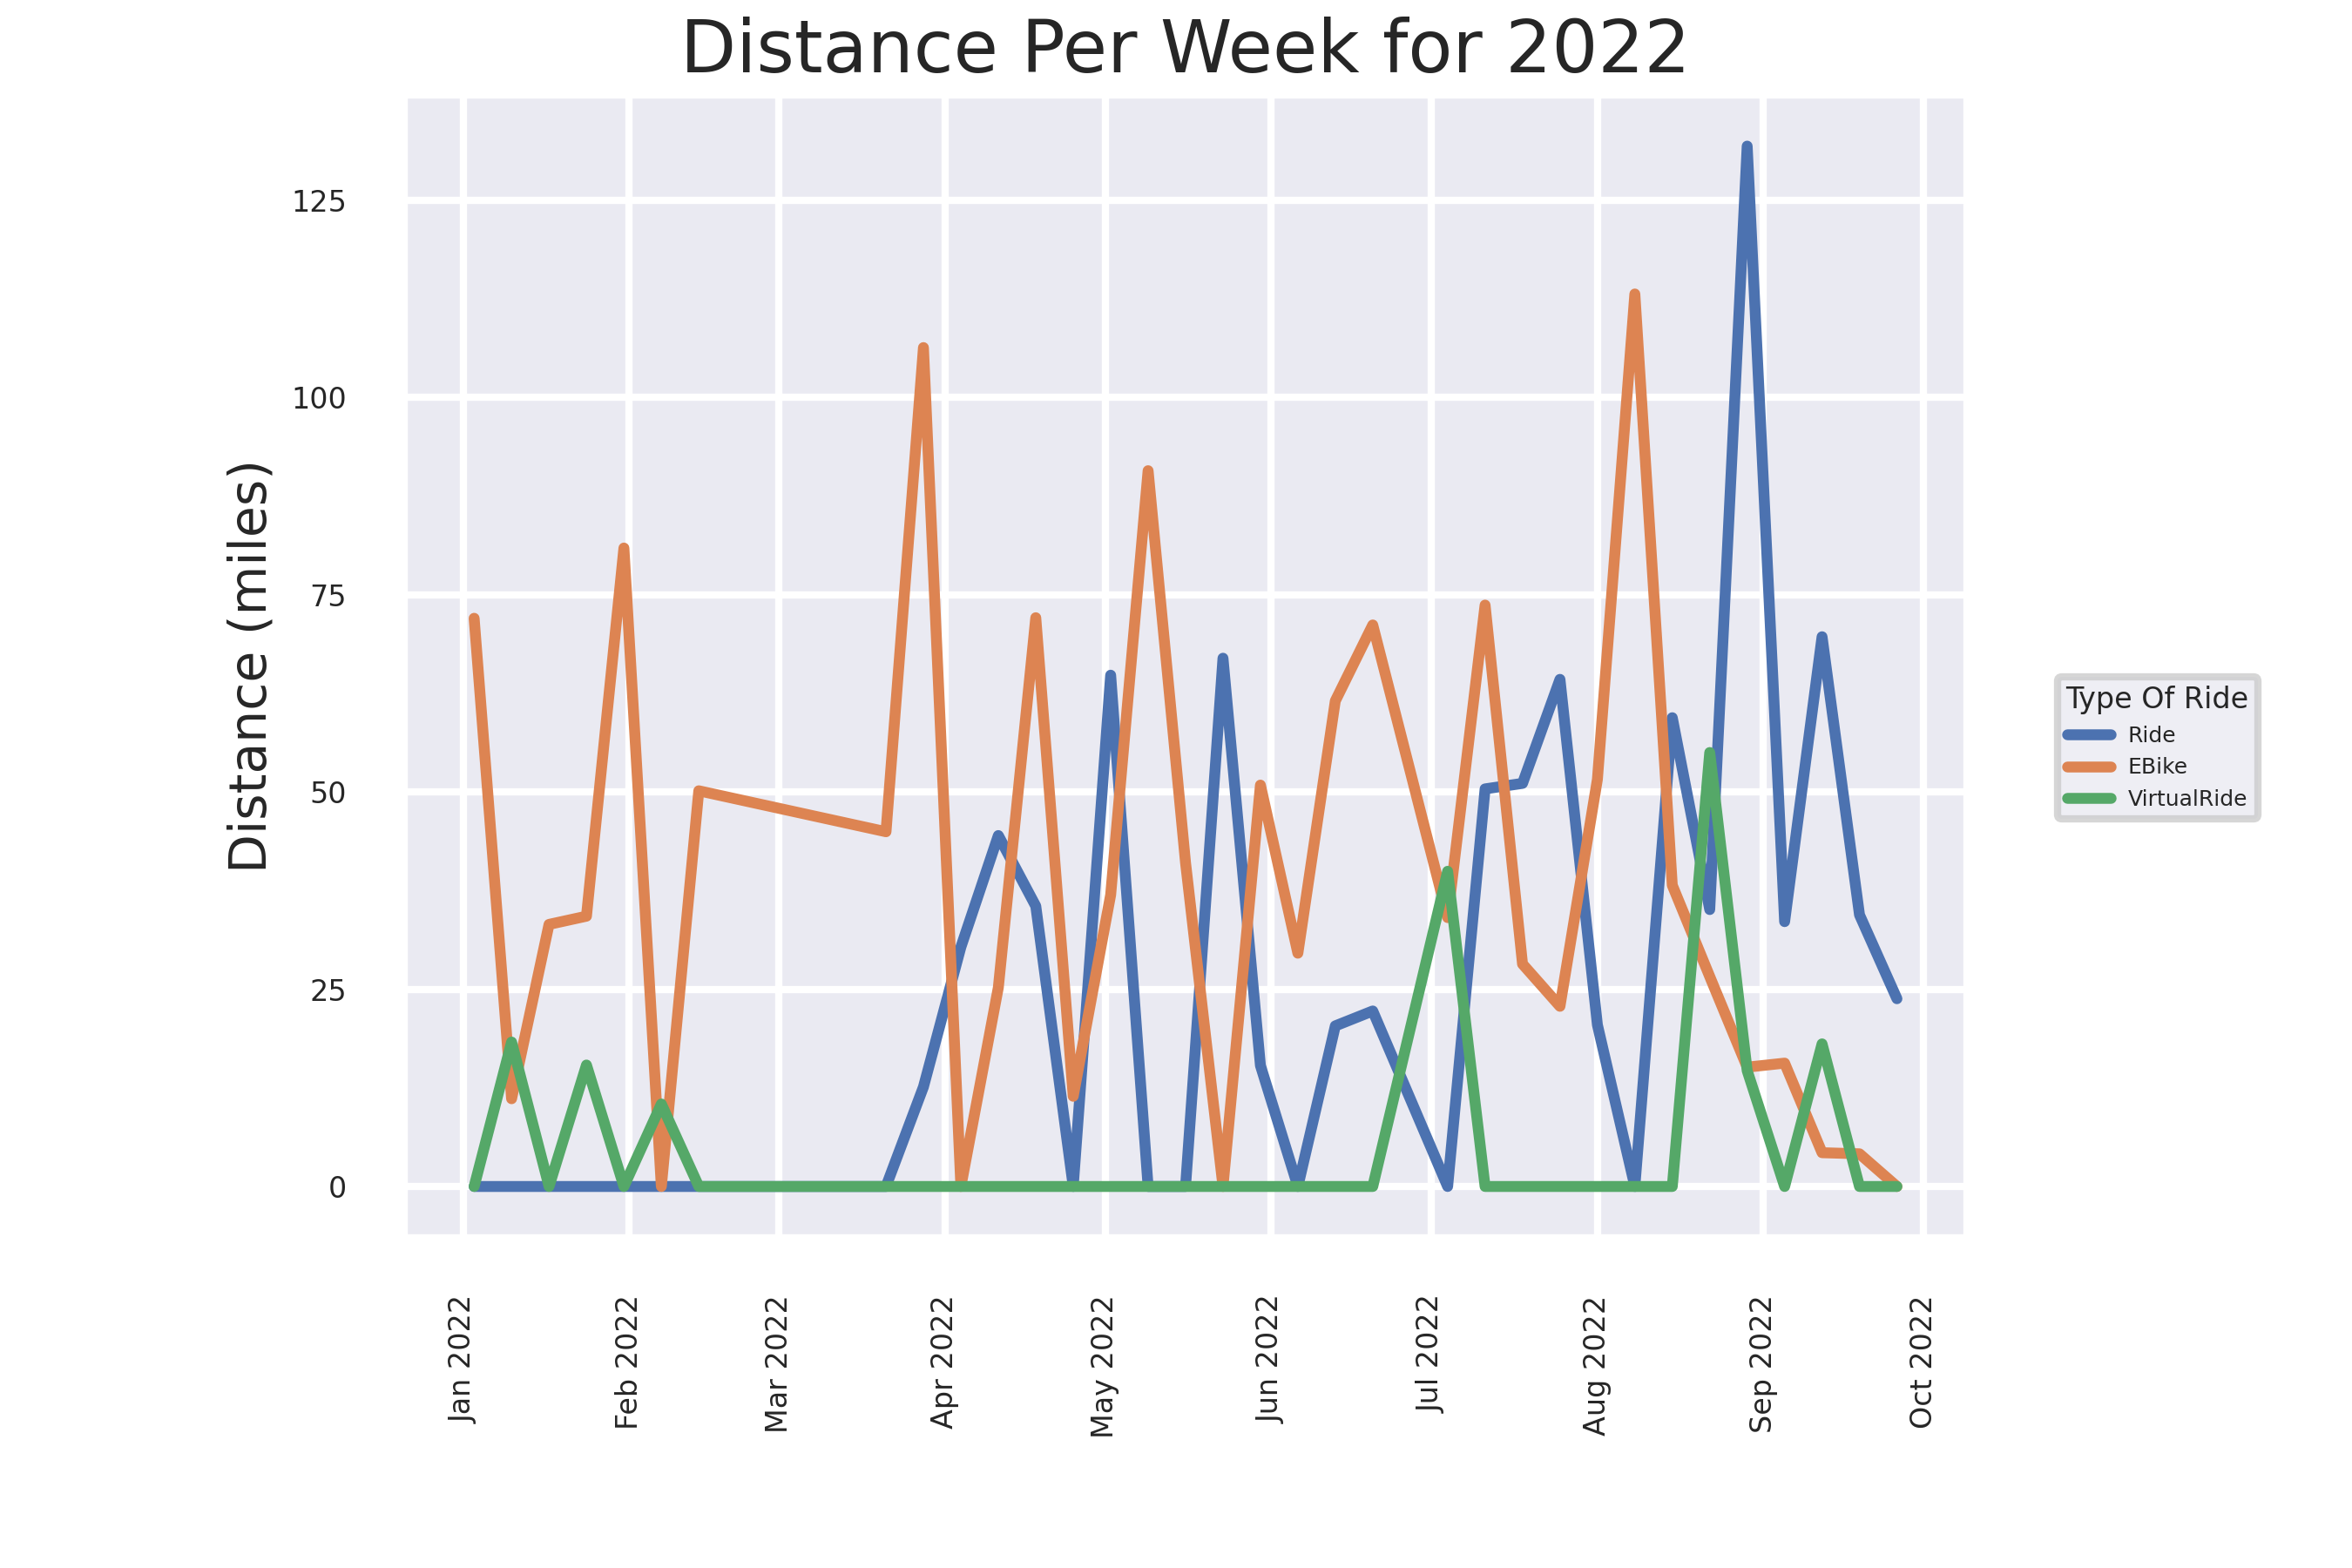 Distance Per Week for 2022
Distance (miles)
125
100
75
50
25
0
Jan 2022
Feb 2022
Mar 2022
Apr 2022
May 2022
Jun 2022
Jul 2022
Aug 2022
Sep 2022
Oct 2022
Type Of Ride
Ride
EBike
VirtualRide